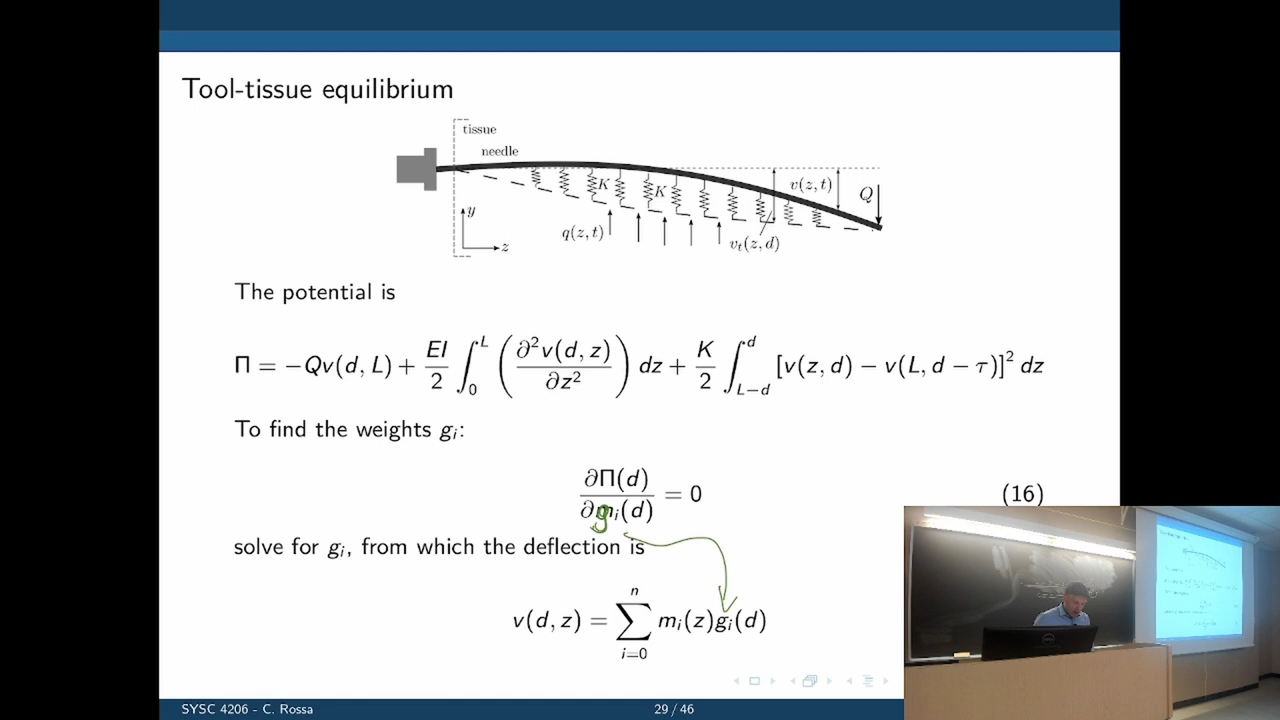 Tool-tissue equilibrium
tissue
needle
K K v(z, t) Q
y
q(z, t) z v_t(z, d)
The potential is
Π = −Qv(d, L) + EI/2 ∫_0^L (∂²v(d, z)/∂z²) dz + K/2 ∫_{L−d}^d [v(z, d) − v(L, d − τ)]² dz
To find the weights g_i:
∂Π(d)/∂m_i(d) = 0 (16)
g
solve for g_i, from which the deflection is
v(d, z) = ∑_{i=0}^n m_i(z)g_i(d)
SYSC 4206 - C. Rossa 29 / 46